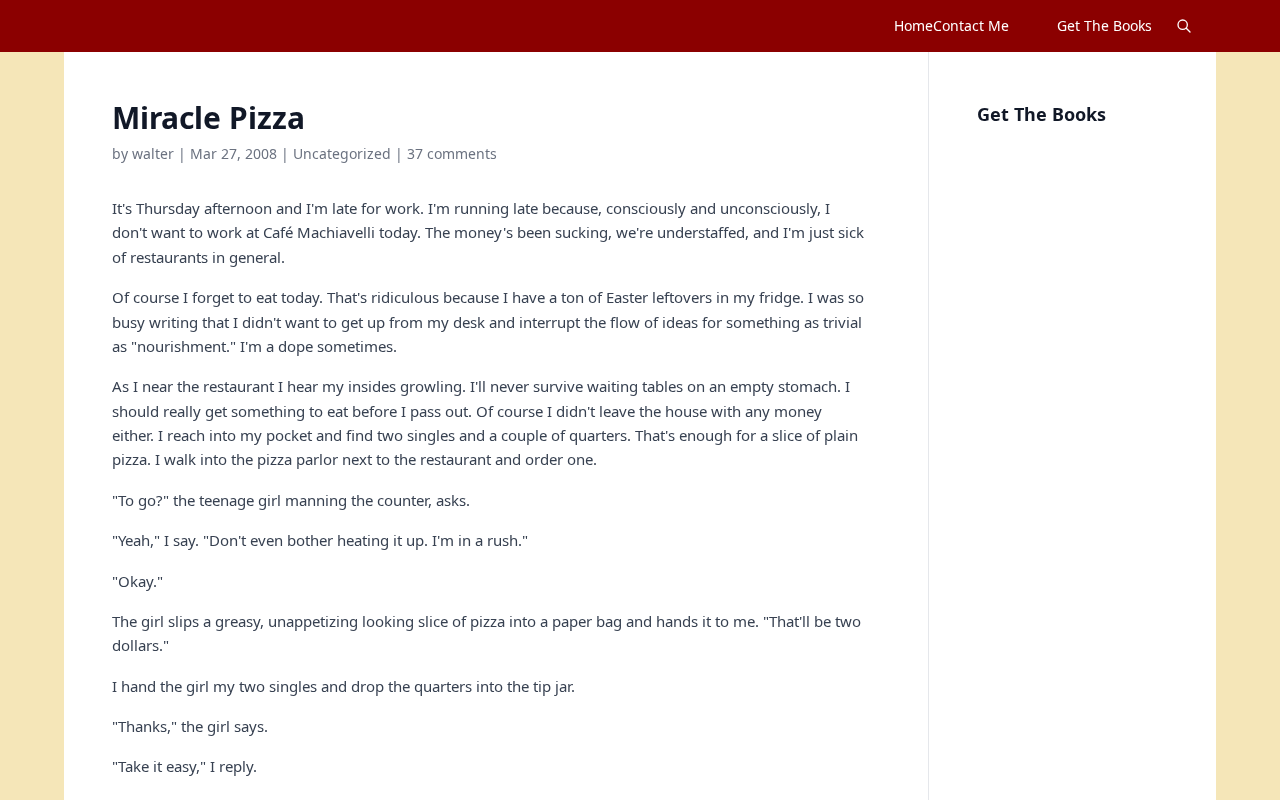 HomeContact Me Get The Books
Miracle Pizza
by walter | Mar 27, 2008 | Uncategorized | 37 comments
It's Thursday afternoon and I'm late for work. I'm running late because, consciously and unconsciously, I
don't want to work at Café Machiavelli today. The money's been sucking, we're understaffed, and I'm just sick
of restaurants in general.
Of course I forget to eat today. That's ridiculous because I have a ton of Easter leftovers in my fridge. I was so
busy writing that I didn't want to get up from my desk and interrupt the flow of ideas for something as trivial
as "nourishment." I'm a dope sometimes.
As I near the restaurant I hear my insides growling. I'll never survive waiting tables on an empty stomach. I
should really get something to eat before I pass out. Of course I didn't leave the house with any money
either. I reach into my pocket and find two singles and a couple of quarters. That's enough for a slice of plain
pizza. I walk into the pizza parlor next to the restaurant and order one.
"To go?" the teenage girl manning the counter, asks.
"Yeah," I say. "Don't even bother heating it up. I'm in a rush."
"Okay."
The girl slips a greasy, unappetizing looking slice of pizza into a paper bag and hands it to me. "That'll be two
dollars."
I hand the girl my two singles and drop the quarters into the tip jar.
"Thanks," the girl says.
"Take it easy," I reply.
Get The Books